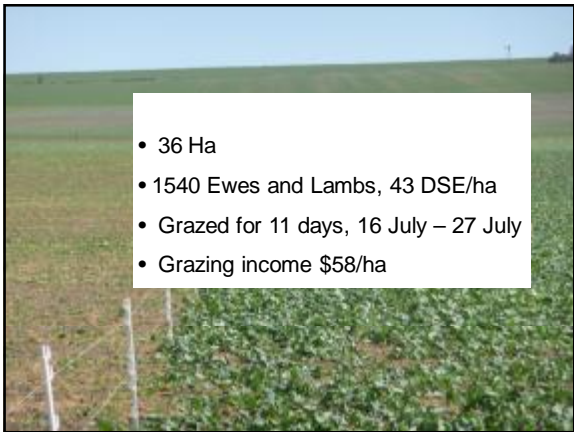 • 36 Ha
• 1540 Ewes and Lambs, 43 DSE/ha
• Grazed for 11 days, 16 July – 27 July
• Grazing income $58/ha